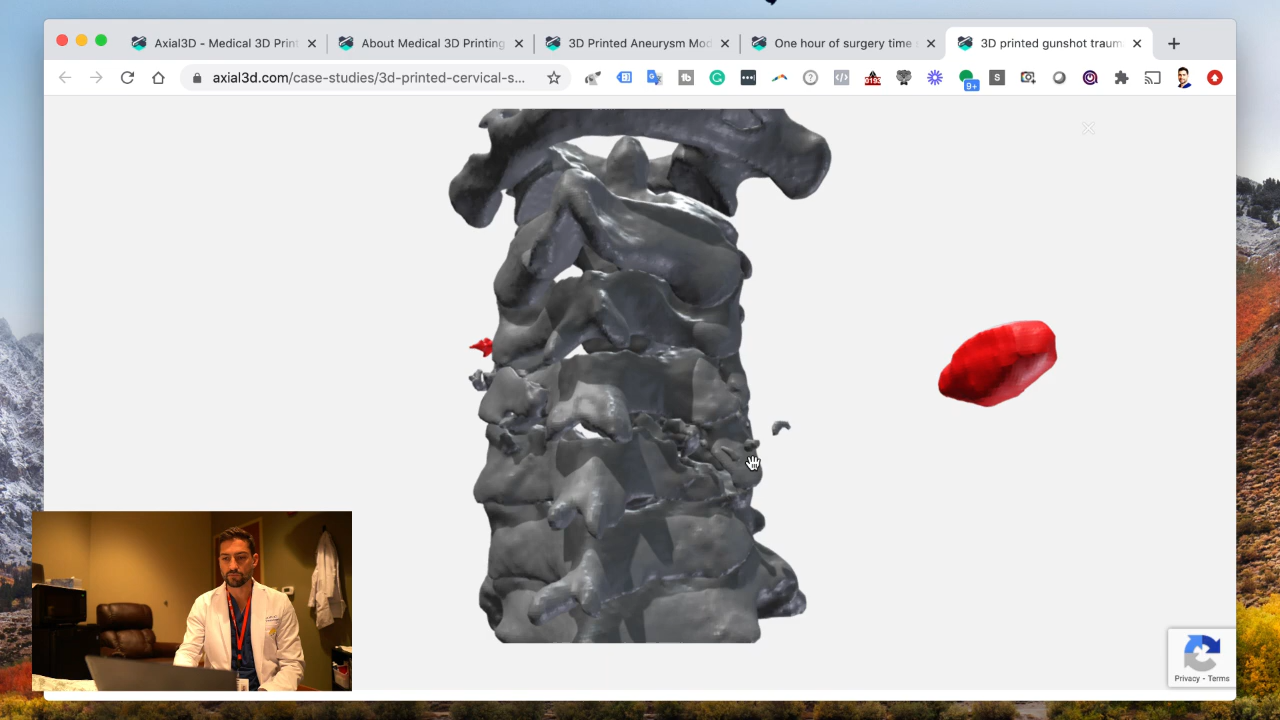 Axial3D - Medical 3D Print
About Medical 3D Printing
3D Printed Aneurysm Mod
One hour of surgery time
3D printed gunshot traum
axial3d.com/case-studies/3d-printed-cervical-s...
9+
S
Privacy - Terms